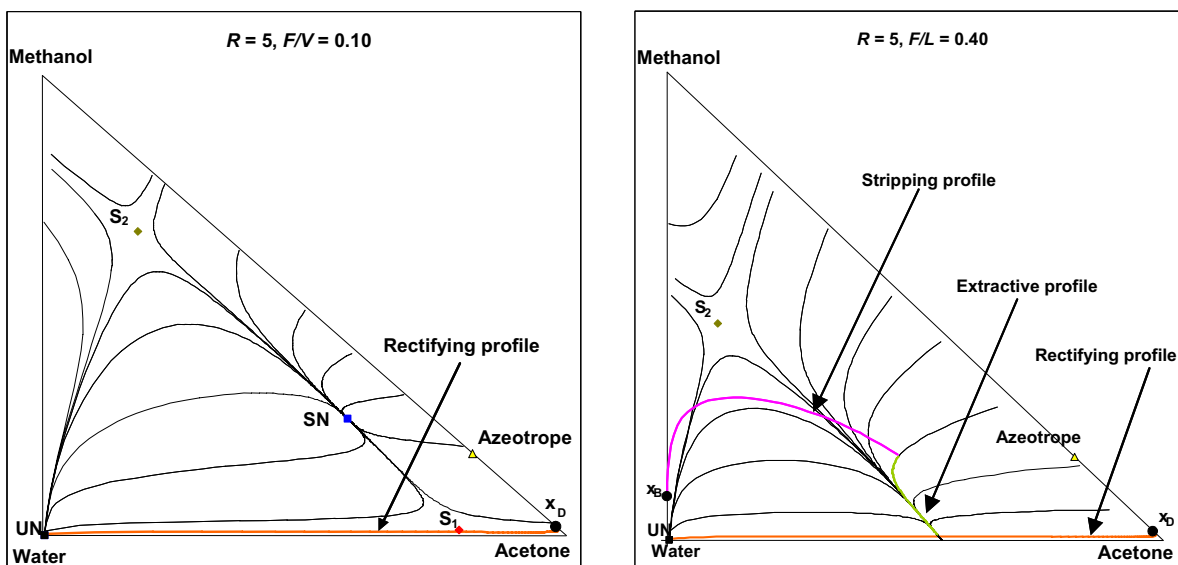 R = 5, F/V = 0.10
Methanol
S2
Rectifying profile
SN
Azeotrope
xD
S1
UN
Water
Acetone
R = 5, F/L = 0.40
Methanol
Stripping profile
Extractive profile
S2
Rectifying profile
Azeotrope
xB
xD
UN
Water
Acetone